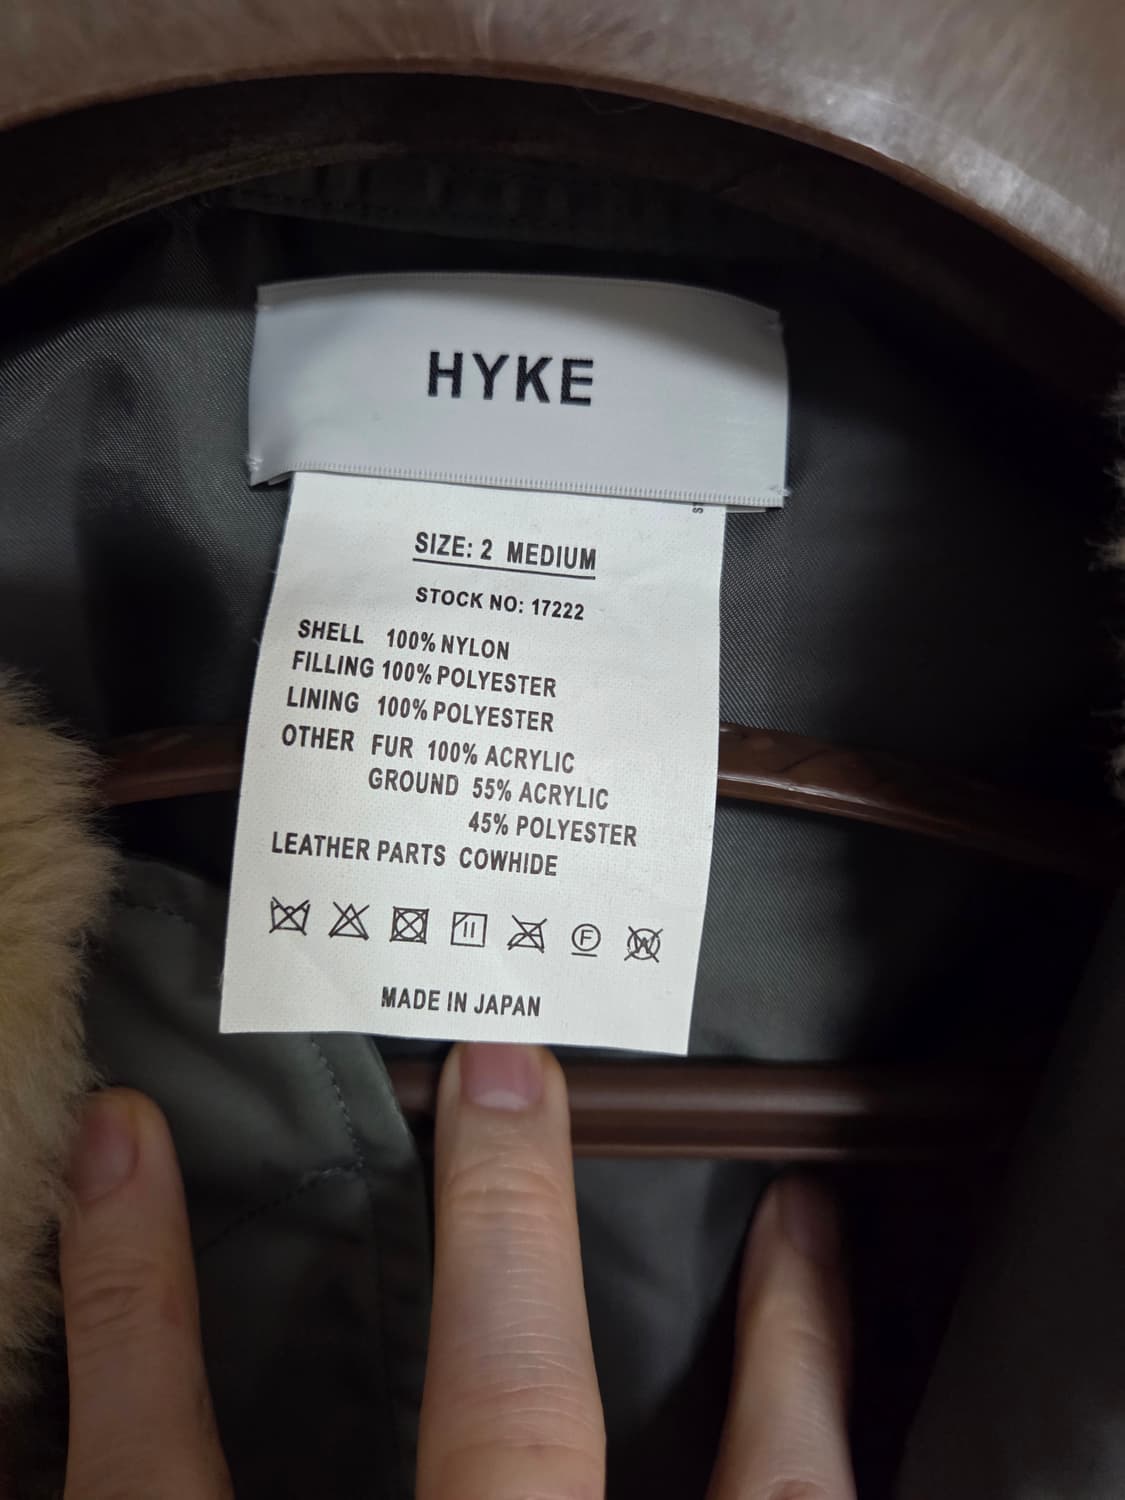 HYKE
SIZE: 2 MEDIUM
STOCK NO: 17222
SHELL 100% NYLON
FILLING 100% POLYESTER
LINING 100% POLYESTER
OTHER FUR 100% ACRYLIC
GROUND 55% ACRYLIC
45% POLYESTER
LEATHER PARTS COWHIDE
F W
MADE IN JAPAN